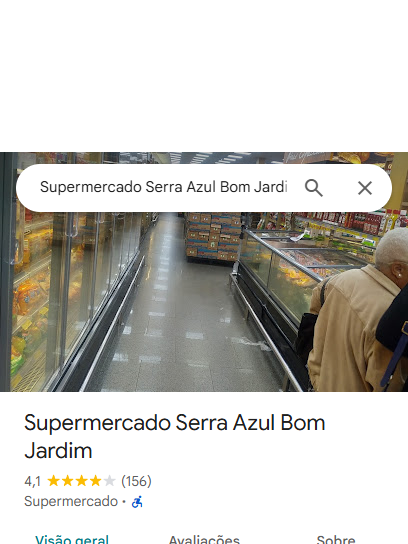 Supermercado Serra Azul Bom Jardi
Supermercado Serra Azul Bom
Jardim
4,1 (156)
Supermercado ·
Visão geral Avaliações Sobre